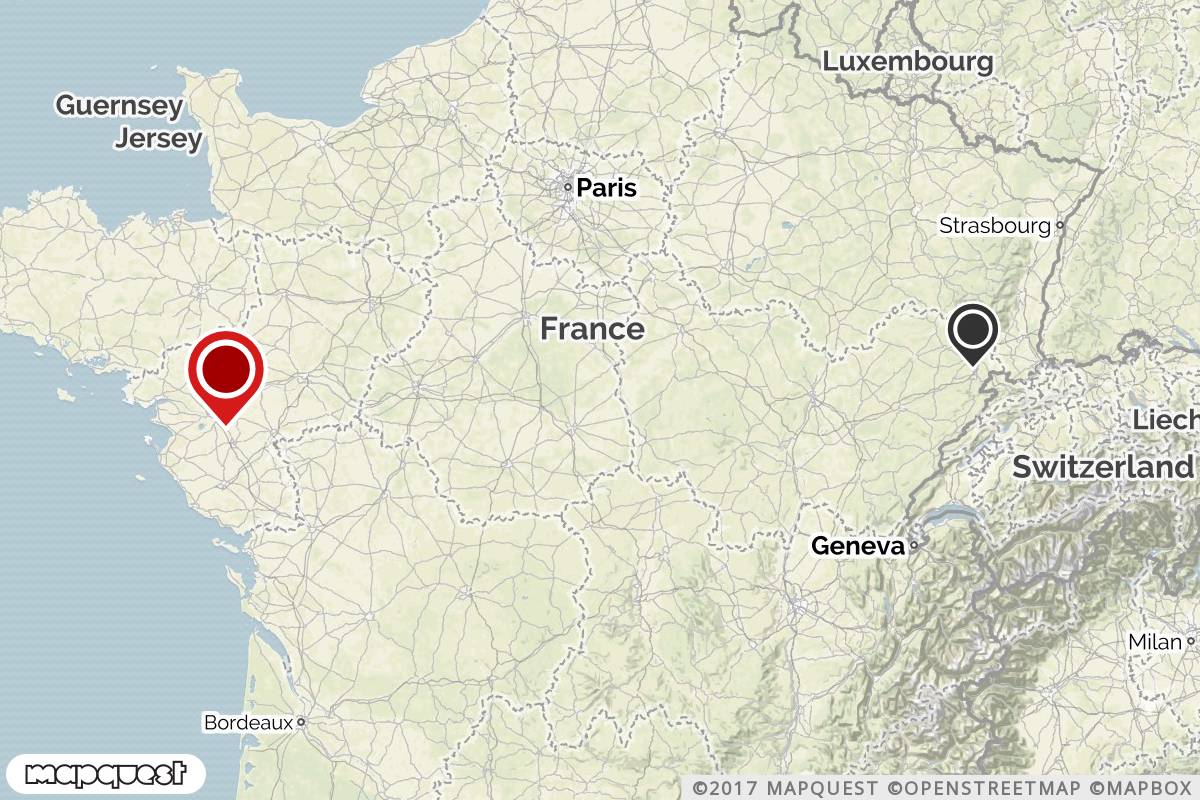 Luxembourg
Guernsey
Jersey
Paris
Strasbourg
France
Liech
Switzerland
Geneva
Milan
Bordeaux
mapquest
©2017 MAPQUEST ©OPENSTREETMAP ©MAPBOX